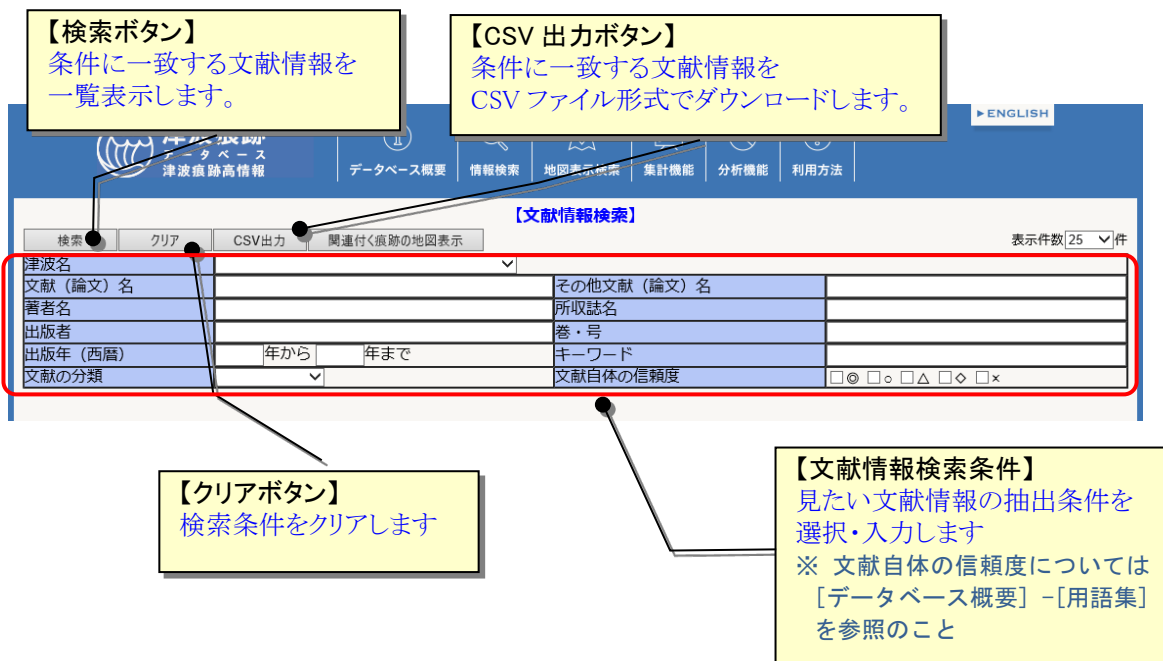 【検索ボタン】
条件に一致する文献情報を
一覧表示します。
【CSV 出力ボタン】
条件に一致する文献情報を
CSV ファイル形式でダウンロードします。
▶ENGLISH
データベース
津波痕跡高情報
データベース概要
情報検索
地図表示検索
集計機能
分析機能
利用方法
【文献情報検索】
検索 クリア CSV出力 関連付く痕跡の地図表示 表示件数 25 件
津波名
文献（論文）名 その他文献（論文）名
著者名 所収誌名
出版者 巻・号
出版年（西暦） 年から 年まで キーワード
文献の分類 文献自体の信頼度 □◎ □○ □△ □◇ □×
【クリアボタン】
検索条件をクリアします
【文献情報検索条件】
見たい文献情報の抽出条件を
選択・入力します
※ 文献自体の信頼度については
[データベース概要] -[用語集]
を参照のこと